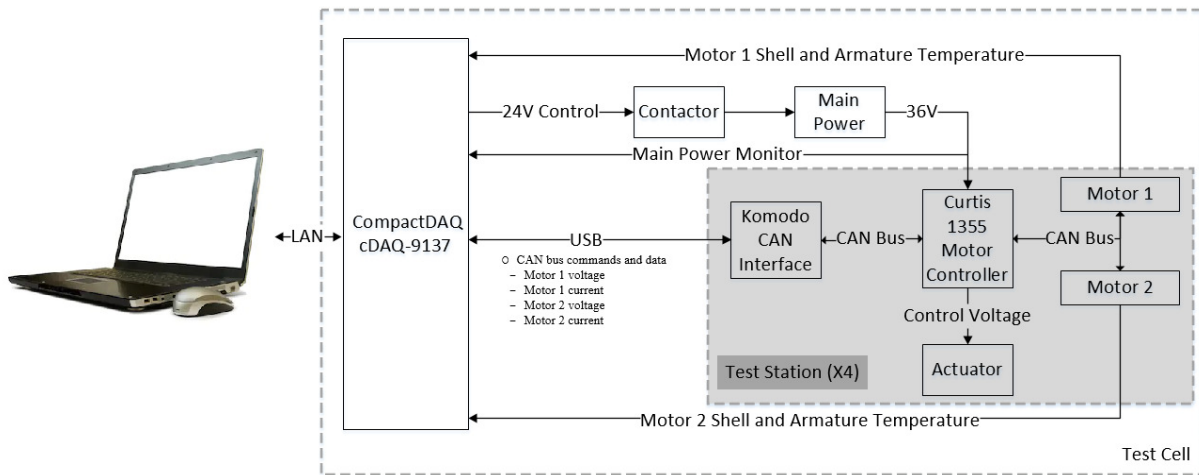 Motor 1 Shell and Armature Temperature
24V Control
Contactor
Main
Power
36V
Main Power Monitor
CompactDAQ
cDAQ-9137
LAN
USB
O CAN bus commands and data
– Motor 1 voltage
– Motor 1 current
– Motor 2 voltage
– Motor 2 current
Komodo
CAN
Interface
CAN Bus
Curtis
1355
Motor
Controller
CAN Bus
Motor 1
Motor 2
Control Voltage
Actuator
Test Station (X4)
Motor 2 Shell and Armature Temperature
Test Cell